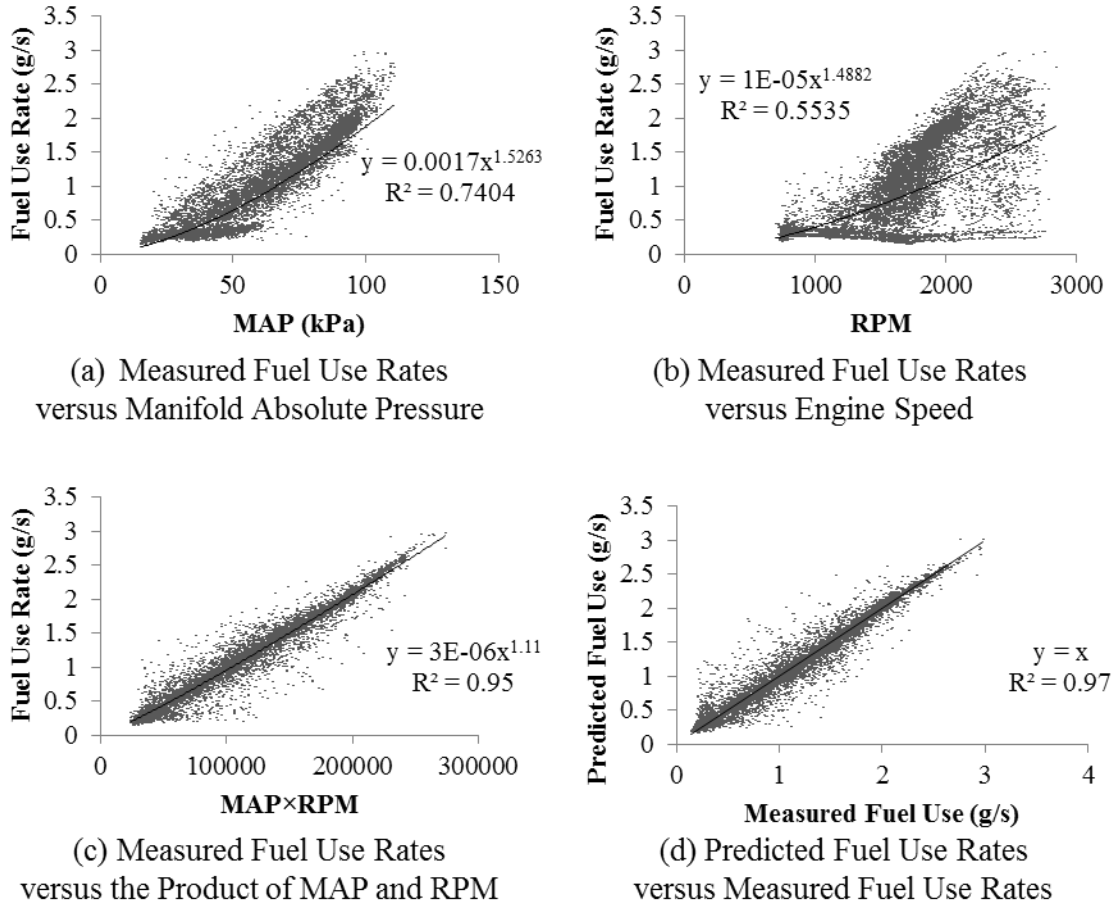 3.5
3
2.5
2
1.5
1
0.5
0
Fuel Use Rate (g/s)
y = 0.0017x^1.5263
R² = 0.7404
0 50 100 150
MAP (kPa)
(a) Measured Fuel Use Rates
versus Manifold Absolute Pressure
3.5
3
2.5
2
1.5
1
0.5
0
Fuel Use Rate (g/s)
y = 1E-05x^1.4882
R² = 0.5535
0 1000 2000 3000
RPM
(b) Measured Fuel Use Rates
versus Engine Speed
3.5
3
2.5
2
1.5
1
0.5
0
Fuel Use Rate (g/s)
y = 3E-06x^1.11
R² = 0.95
0 100000 200000 300000
MAP×RPM
(c) Measured Fuel Use Rates
versus the Product of MAP and RPM
3.5
3
2.5
2
1.5
1
0.5
0
Predicted Fuel Use (g/s)
y = x
R² = 0.97
0 1 2 3 4
Measured Fuel Use (g/s)
(d) Predicted Fuel Use Rates
versus Measured Fuel Use Rates